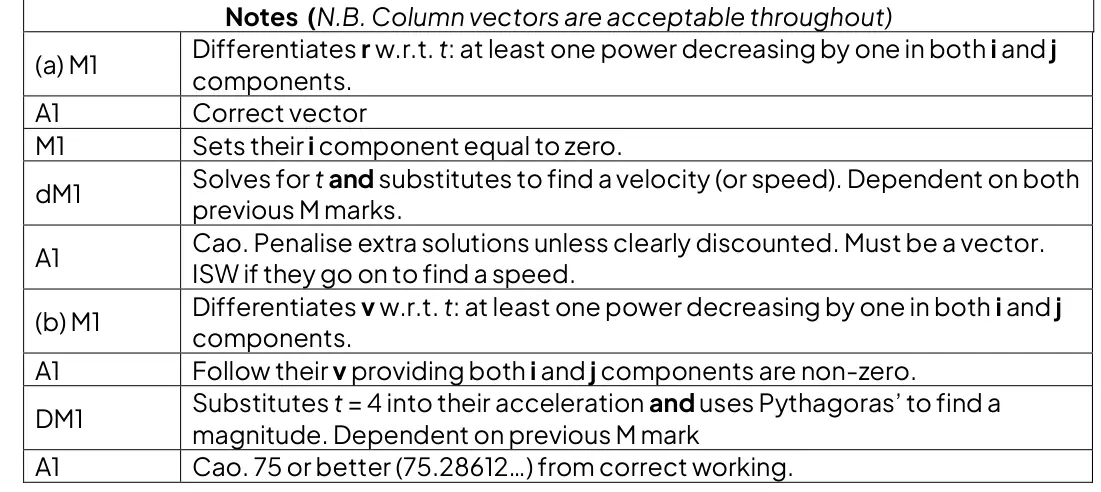 Notes (N.B. Column vectors are acceptable throughout)
(a) M1
Differentiates r w.r.t. t: at least one power decreasing by one in both i and j
components.
A1
Correct vector
M1
Sets their i component equal to zero.
dM1
Solves for t and substitutes to find a velocity (or speed). Dependent on both
previous M marks.
A1
Cao. Penalise extra solutions unless clearly discounted. Must be a vector.
ISW if they go on to find a speed.
(b) M1
Differentiates v w.r.t. t: at least one power decreasing by one in both i and j
components.
A1
Follow their v providing both i and j components are non-zero.
DM1
Substitutes t = 4 into their acceleration and uses Pythagoras’ to find a
magnitude. Dependent on previous M mark
A1
Cao. 75 or better (75.28612…) from correct working.